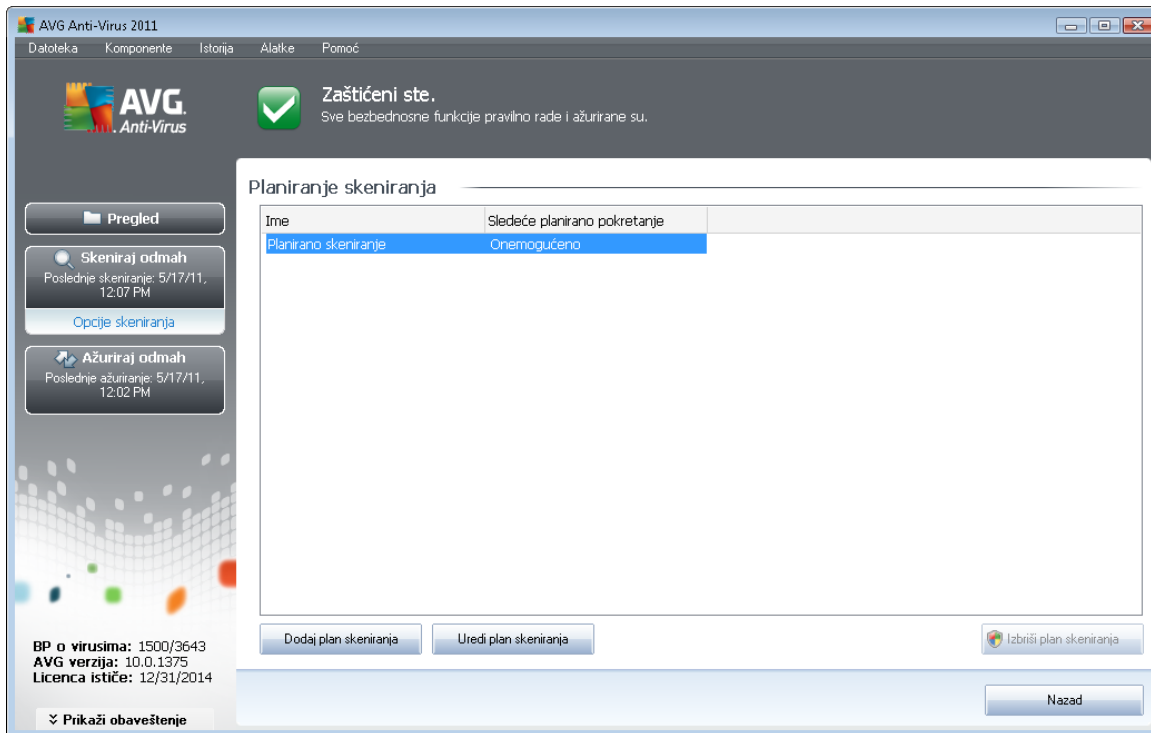 AVG Anti-Virus 2011
Datoteka Komponente Istorija Alatke Pomoć
AVG.
Anti-Virus
Zaštićeni ste.
Sve bezbednosne funkcije pravilno rade i ažurirane su.
Pregled
Skeniraj odmah
Poslednje skeniranje: 5/17/11,
12:07 PM
Opcije skeniranja
Ažuriraj odmah
Poslednje ažuriranje: 5/17/11,
12:02 PM
BP o virusima: 1500/3643
AVG verzija: 10.0.1375
Licenca ističe: 12/31/2014
Prikaži obaveštenje
Planiranje skeniranja
Ime Sledeće planirano pokretanje
Planirano skeniranje Onemogućeno
Dodaj plan skeniranja Uredi plan skeniranja Izbriši plan skeniranja
Nazad